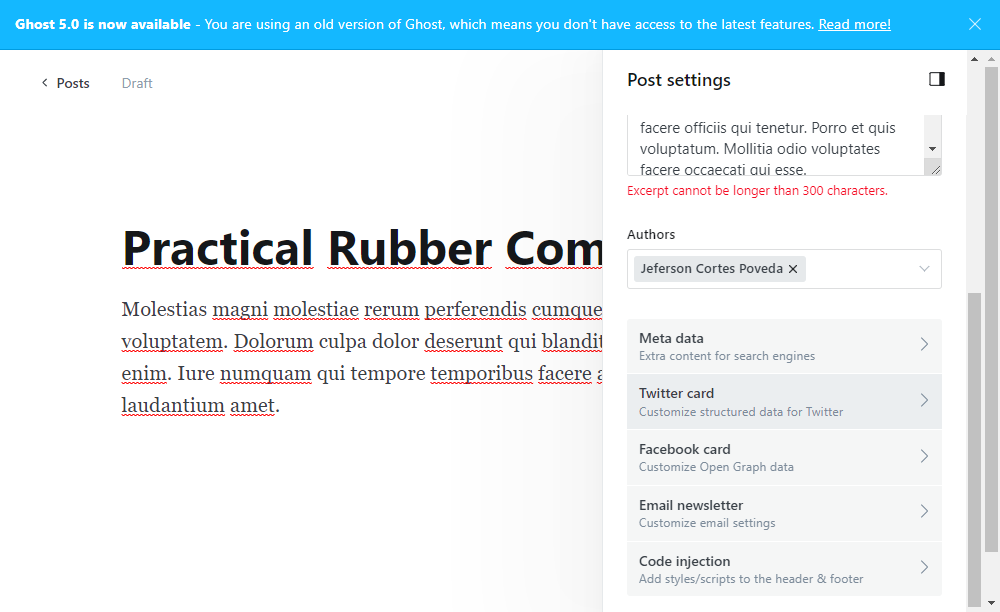 Ghost 5.0 is now available - You are using an old version of Ghost, which means you don't have access to the latest features. Read more!
Posts
Draft
Practical Rubber Com
Molestias magni molestiae rerum perferendis cumque
voluptatem. Dolorum culpa dolor deserunt qui blandit
enim. Iure numquam qui tempore temporibus facere a
laudantium amet.
Post settings
facere officiis qui tenetur. Porro et quis
voluptatum. Mollitia odio voluptates
facere occaecati qui esse.
Excerpt cannot be longer than 300 characters.
Authors
Jeferson Cortes Poveda
Meta data
Extra content for search engines
Twitter card
Customize structured data for Twitter
Facebook card
Customize Open Graph data
Email newsletter
Customize email settings
Code injection
Add styles/scripts to the header & footer